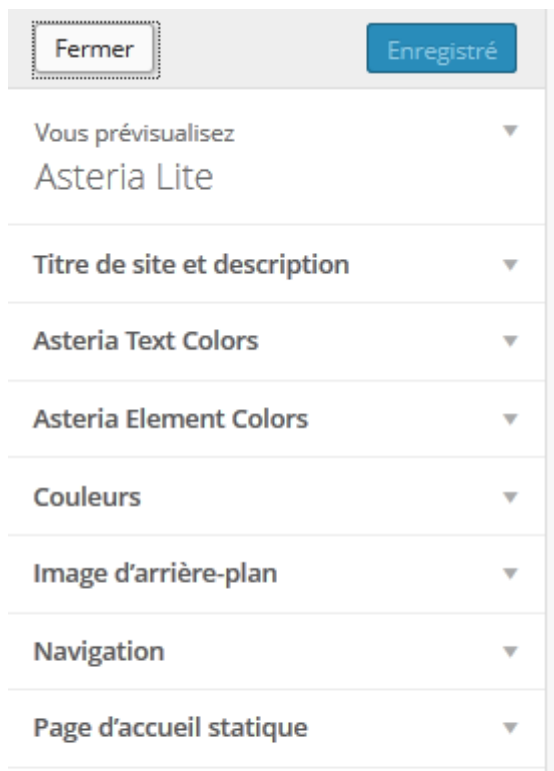 Fermer
Enregistré
Vous prévisualisez
Asteria Lite
Titre de site et description
Asteria Text Colors
Asteria Element Colors
Couleurs
Image d’arrière-plan
Navigation
Page d’accueil statique